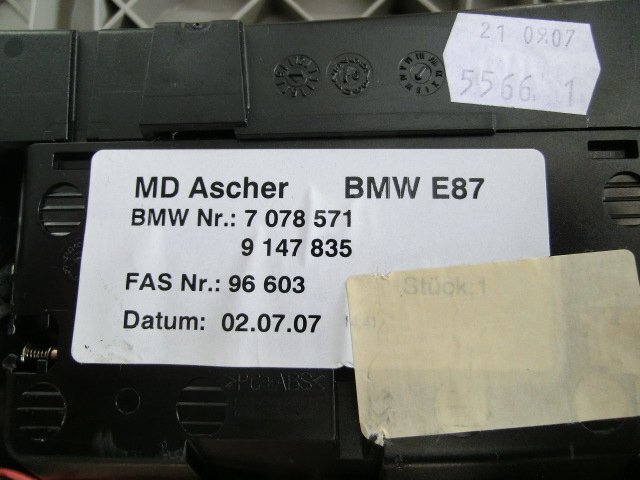 21 09.07
5566 1
MD Ascher BMW E87
BMW Nr.: 7 078 571
9 147 835
FAS Nr.: 96 603
Datum: 02.07.07
Stück:1
>PC+ABS<